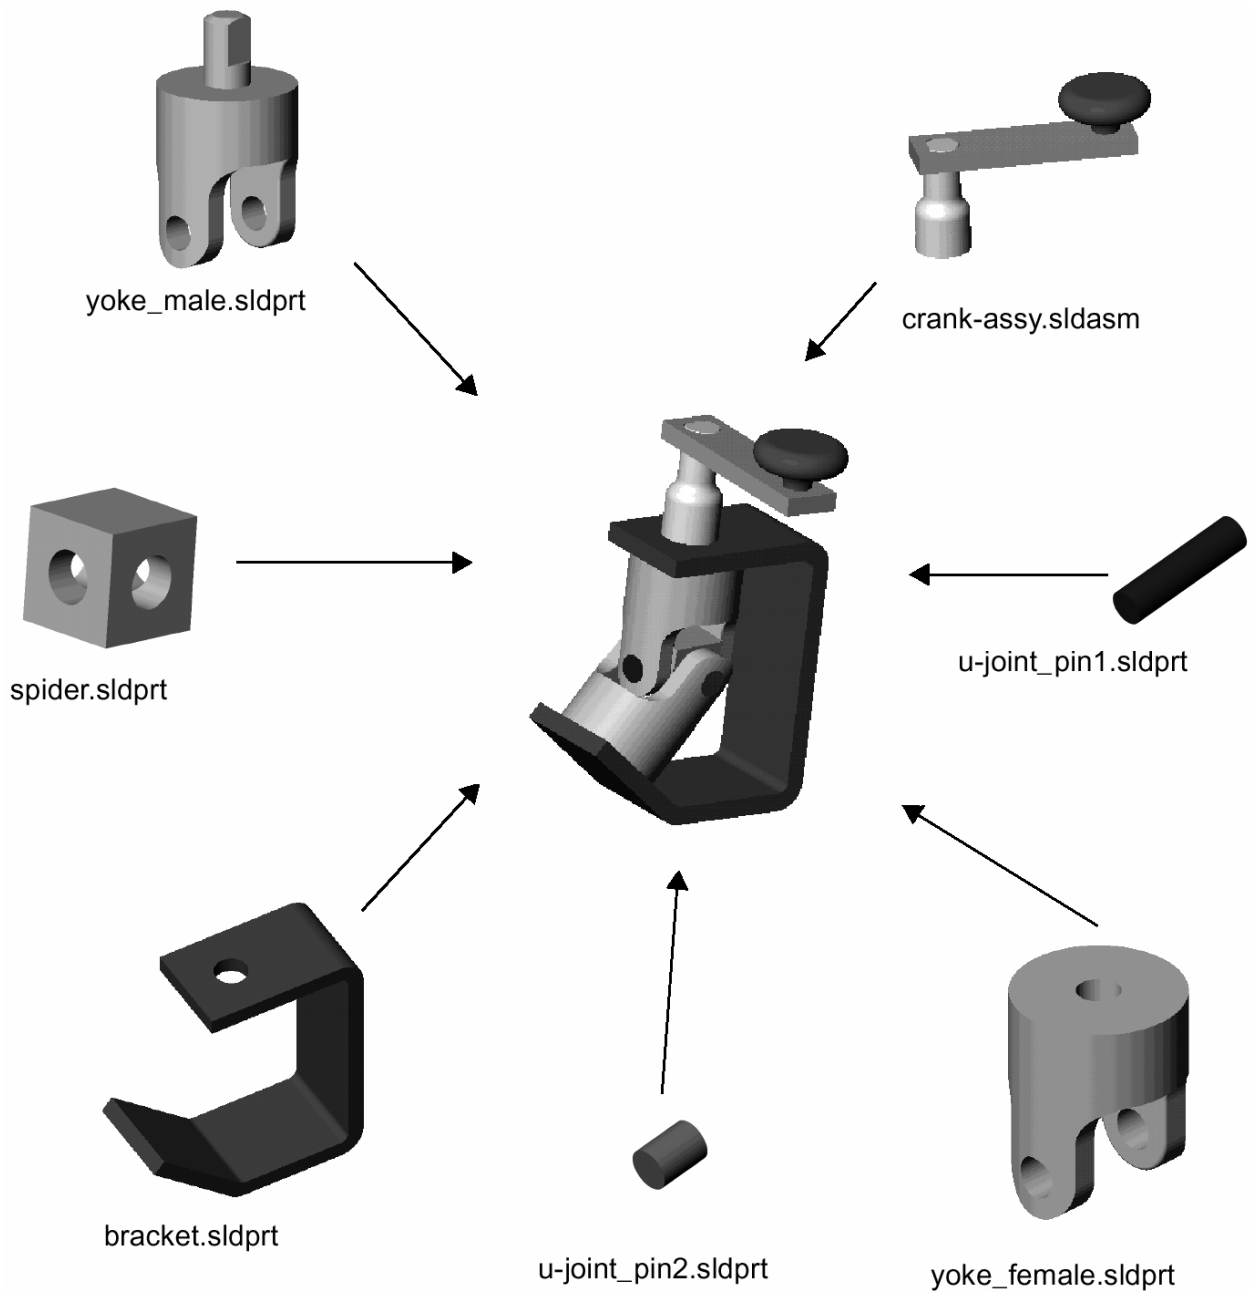 yoke_male.sldprt
crank-assy.sldasm
spider.sldprt
u-joint_pin1.sldprt
bracket.sldprt
u-joint_pin2.sldprt
yoke_female.sldprt